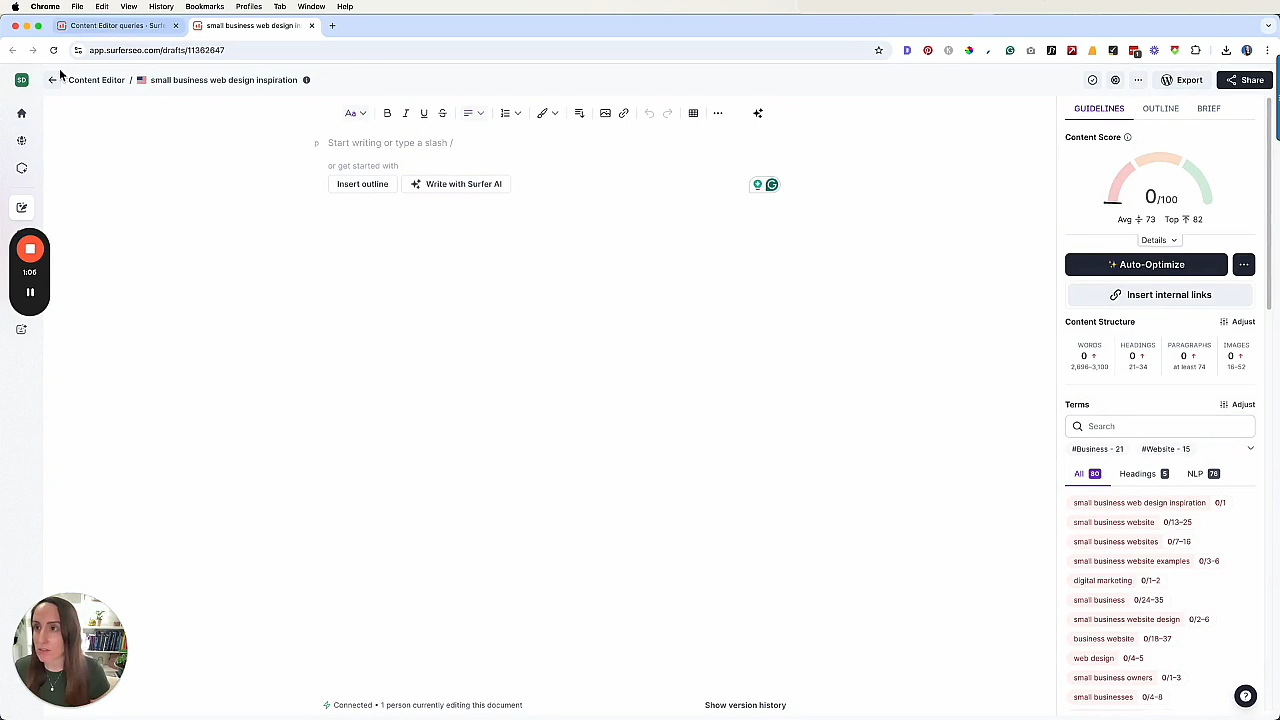 Chrome File Edit View History Bookmarks Profiles Tab Window Help
Content Editor queries · Surfe
small business web design in
app.surferseo.com/drafts/11362647
SD
Content Editor / small business web design inspiration
Export
Share
Aa
B I U S
GUIDELINES OUTLINE BRIEF
Content Score
0/100
Avg 73 Top 82
Details
Auto-Optimize
Insert internal links
Content Structure
Adjust
WORDS HEADINGS PARAGRAPHS IMAGES
0 ↑ 0 ↑ 0 ↑ 0 ↑
2,696–3,100 21–34 at least 74 16–52
Terms
Adjust
Search
#Business - 21 #Website - 15
All 80 Headings 5 NLP 76
small business web design inspiration 0/1
small business website 0/13–25
small business websites 0/7–16
small business website examples 0/3–6
digital marketing 0/1–2
small business 0/24–35
small business website design 0/2–6
business website 0/18–37
web design 0/4–5
small business owners 0/1–3
small businesses 0/4–8
p Start writing or type a slash /
or get started with
Insert outline
Write with Surfer AI
1:06
Connected • 1 person currently editing this document
Show version history